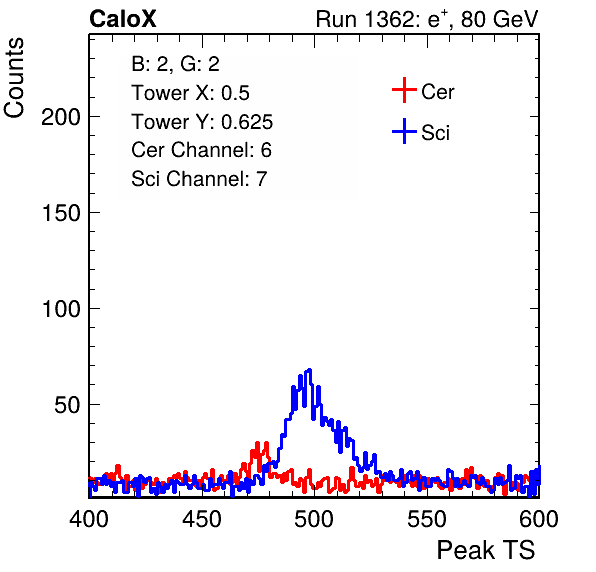 CaloX
Run 1362: e+, 80 GeV
Counts
B: 2, G: 2
Tower X: 0.5
Tower Y: 0.625
Cer Channel: 6
Sci Channel: 7
Cer
Sci
200
150
100
50
400
450
500
550
600
Peak TS